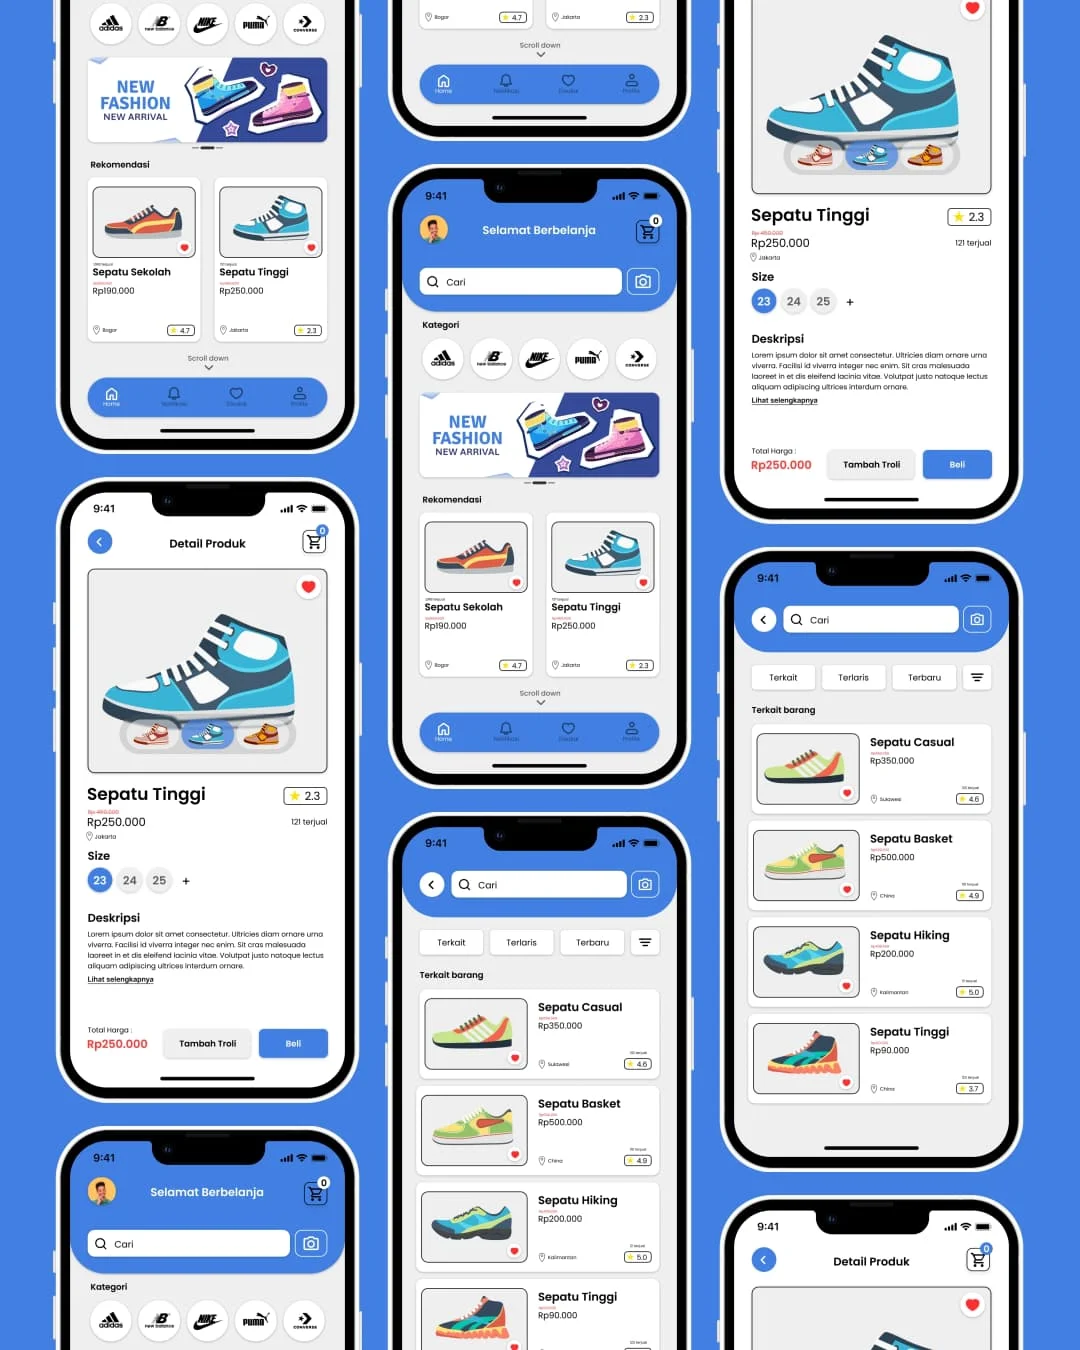 adidas
new balance
NIKE
PUMA
CONVERSE
NEW
FASHION
NEW ARRIVAL
Rekomendasi
Sepatu Sekolah
Rp190.000
Bogor
4.7
Sepatu Tinggi
Rp250.000
Jakarta
2.3
Scroll down
Home
Notifikasi
Disukai
Profile
9:41
Detail Produk
0
Sepatu Tinggi
2.3
Rp 450.000
Rp250.000
121 terjual
Jakarta
Size
23
24
25
+
Deskripsi
Lorem ipsum dolor sit amet consectetur. Ultricies diam ornare urna
viverra. Facilisi id viverra integer nec enim. Sit cras malesuada
laoreet in et dis eleifend lacinia vitae. Volutpat justo natoque luctus
aliquam adipiscing ultrices interdum ornare.
Lihat selengkapnya
Total Harga :
Rp250.000
Tambah Troli
Beli
9:41
Selamat Berbelanja
0
Cari
Kategori
adidas
new balance
NIKE
PUMA
CONVERSE
Bogor
4.7
Jakarta
2.3
Scroll down
Home
Notifikasi
Disukai
Profile
9:41
Selamat Berbelanja
0
Cari
Kategori
adidas
new balance
NIKE
PUMA
CONVERSE
NEW
FASHION
NEW ARRIVAL
Rekomendasi
Sepatu Sekolah
Rp190.000
Bogor
4.7
Sepatu Tinggi
Rp250.000
Jakarta
2.3
Scroll down
Home
Notifikasi
Disukai
Profile
9:41
Cari
Terkait
Terlaris
Terbaru
Terkait barang
Sepatu Casual
Rp350.000
Sulawesi
4.6
Sepatu Basket
Rp500.000
China
4.9
Sepatu Hiking
Rp200.000
Kalimantan
5.0
Sepatu Tinggi
Rp90.000
Sepatu Tinggi
2.3
Rp 450.000
Rp250.000
121 terjual
Jakarta
Size
23
24
25
+
Deskripsi
Lorem ipsum dolor sit amet consectetur. Ultricies diam ornare urna
viverra. Facilisi id viverra integer nec enim. Sit cras malesuada
laoreet in et dis eleifend lacinia vitae. Volutpat justo natoque luctus
aliquam adipiscing ultrices interdum ornare.
Lihat selengkapnya
Total Harga :
Rp250.000
Tambah Troli
Beli
9:41
Cari
Terkait
Terlaris
Terbaru
Terkait barang
Sepatu Casual
Rp350.000
Sulawesi
4.6
Sepatu Basket
Rp500.000
China
4.9
Sepatu Hiking
Rp200.000
Kalimantan
5.0
Sepatu Tinggi
Rp90.000
China
3.7
9:41
Detail Produk
0